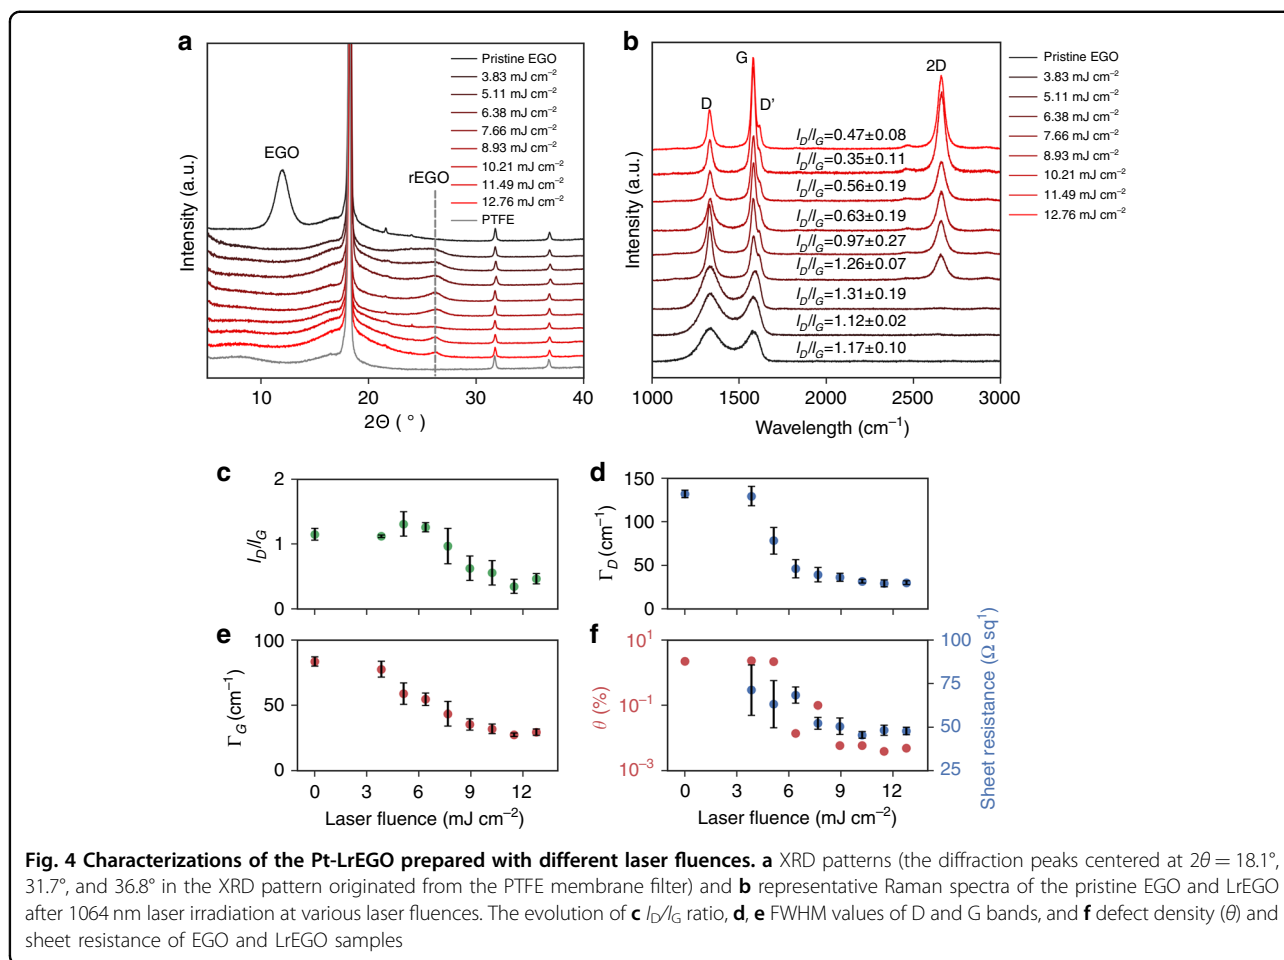 a
Intensity (a.u.)
EGO
rEGO
Pristine EGO
3.83 mJ cm⁻²
5.11 mJ cm⁻²
6.38 mJ cm⁻²
7.66 mJ cm⁻²
8.93 mJ cm⁻²
10.21 mJ cm⁻²
11.49 mJ cm⁻²
12.76 mJ cm⁻²
PTFE
10
20
30
40
2Θ ( ° )
b
Intensity (a.u.)
D
G
D'
2D
I_D/I_G=0.47±0.08
I_D/I_G=0.35±0.11
I_D/I_G=0.56±0.19
I_D/I_G=0.63±0.19
I_D/I_G=0.97±0.27
I_D/I_G=1.26±0.07
I_D/I_G=1.31±0.19
I_D/I_G=1.12±0.02
I_D/I_G=1.17±0.10
Pristine EGO
3.83 mJ cm⁻²
5.11 mJ cm⁻²
6.38 mJ cm⁻²
7.66 mJ cm⁻²
8.93 mJ cm⁻²
10.21 mJ cm⁻²
11.49 mJ cm⁻²
12.76 mJ cm⁻²
1000
1500
2000
2500
3000
Wavelength (cm⁻¹)
c
2
1
0
I_D/I_G
d
150
100
50
0
Γ_D (cm⁻¹)
e
100
50
0
Γ_G (cm⁻¹)
0
3
6
9
12
Laser fluence (mJ cm⁻²)
f
10¹
10⁻¹
10⁻³
θ (%)
0
3
6
9
12
Laser fluence (mJ cm⁻²)
100
75
50
25
Sheet resistance (Ω sq¹)
Fig. 4 Characterizations of the Pt-LrEGO prepared with different laser fluences. a XRD patterns (the diffraction peaks centered at 2θ = 18.1°,
31.7°, and 36.8° in the XRD pattern originated from the PTFE membrane filter) and b representative Raman spectra of the pristine EGO and LrEGO
after 1064 nm laser irradiation at various laser fluences. The evolution of c I_D/I_G ratio, d, e FWHM values of D and G bands, and f defect density (θ) and
sheet resistance of EGO and LrEGO samples